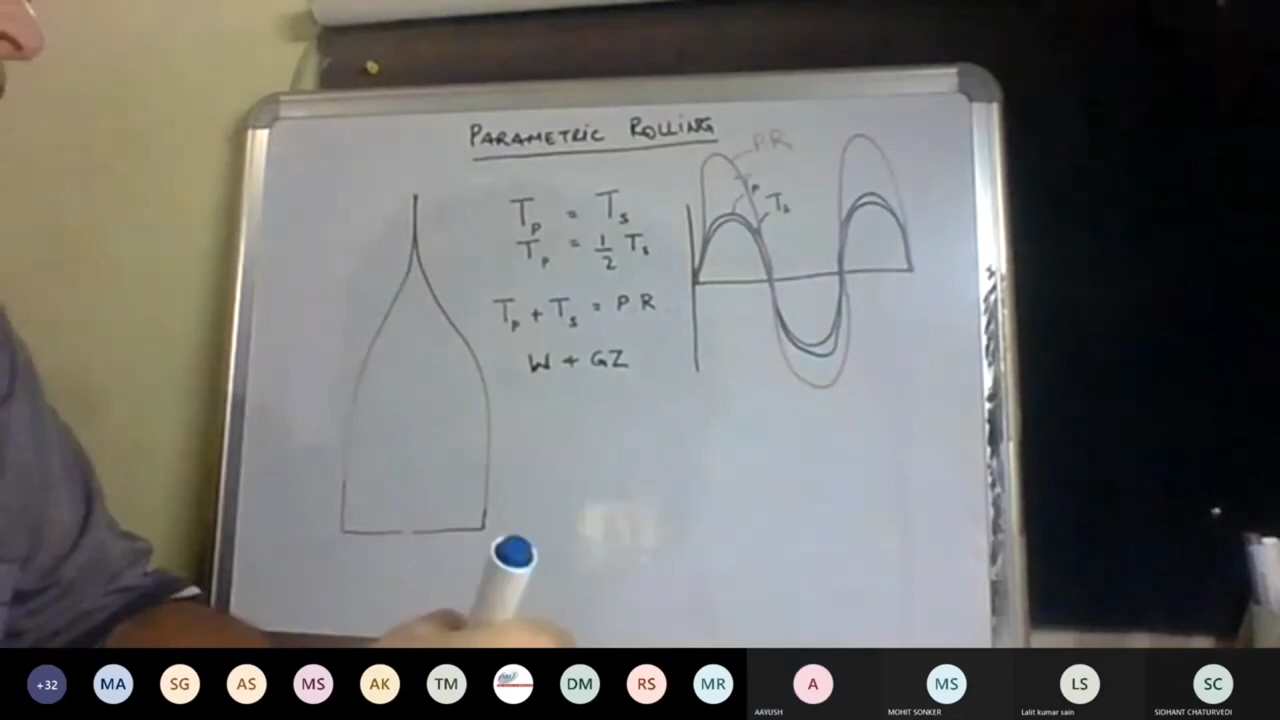 PARAMETRIC ROLLING
Tp = Ts
Tp = 1/2 Ts
Tp + Ts = PR
W + GZ
PR
P
Ts
+32
MA
SG
AS
MS
AK
TM
DM
RS
MR
A
MS
LS
SC
AAYUSH
MOHIT SONKER
Lalit kumar sain
SIDHANT CHATURVEDI